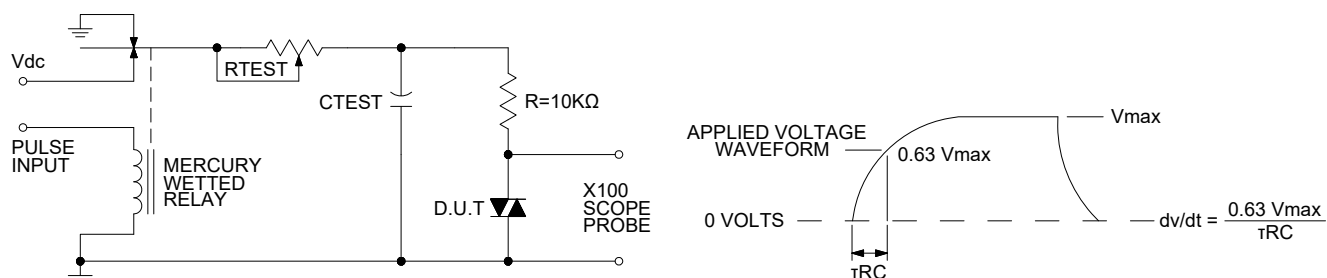 Vdc
RTEST
CTEST
R=10KΩ
PULSE
INPUT
MERCURY
WETTED
RELAY
D.U.T
X100
SCOPE
PROBE
APPLIED VOLTAGE
WAVEFORM
Vmax
0.63 Vmax
0 VOLTS
dv/dt = 0.63 Vmax
τRC
τRC